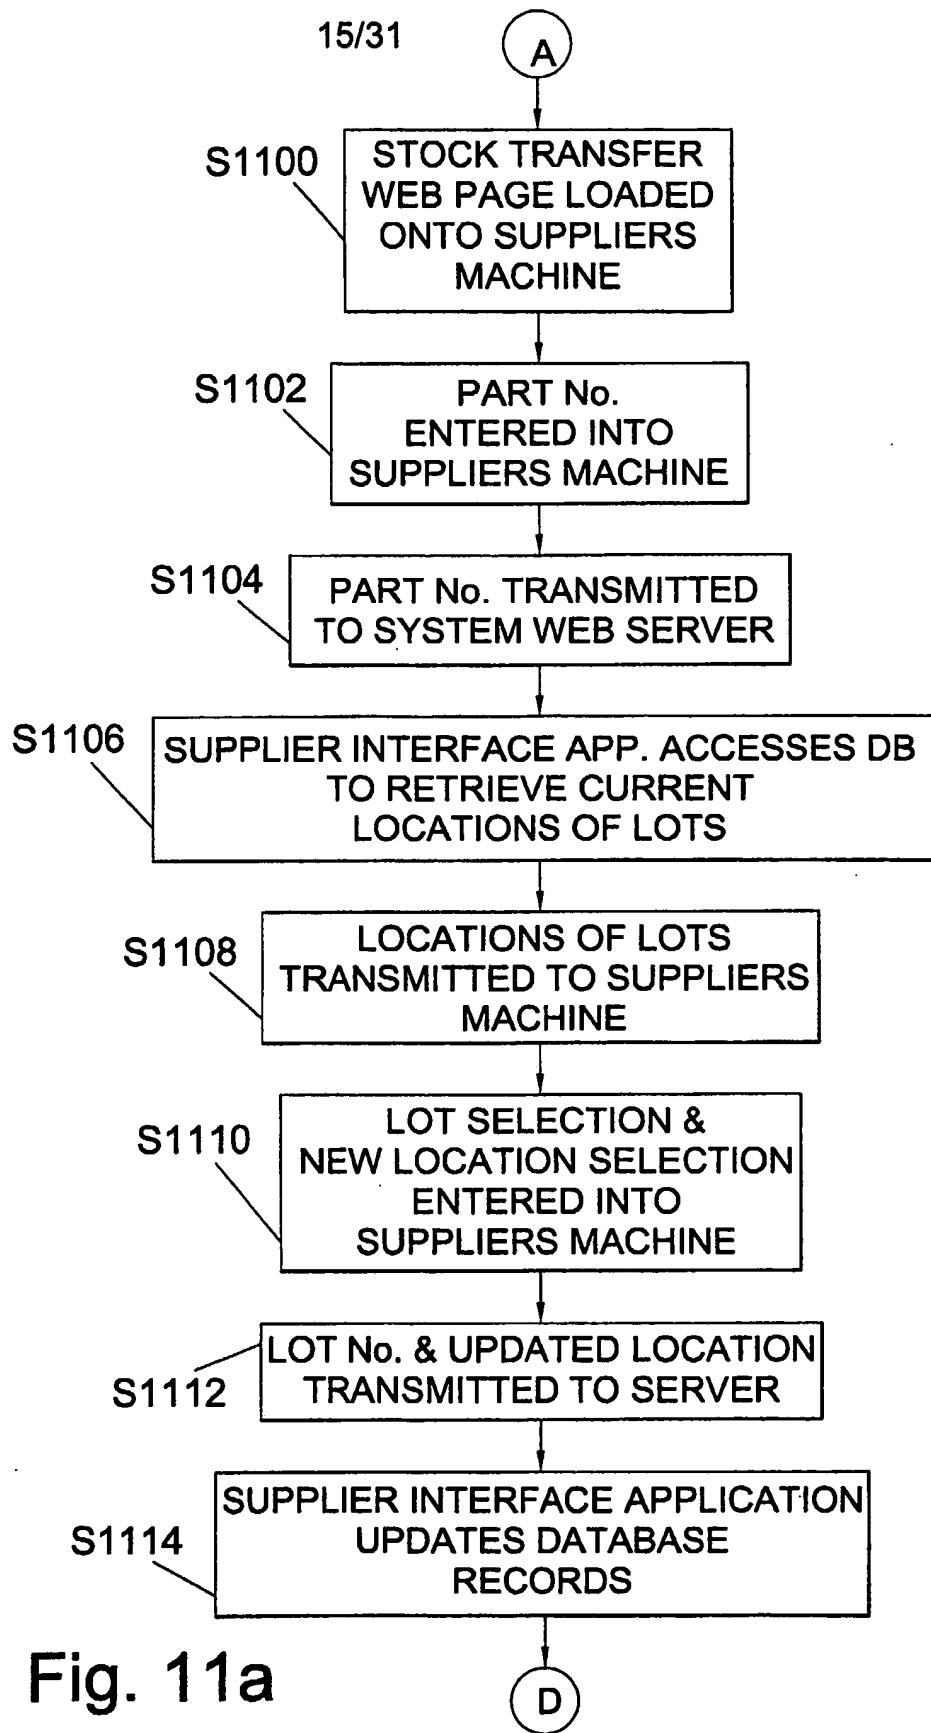 15/31
A
S1100
STOCK TRANSFER
WEB PAGE LOADED
ONTO SUPPLIERS
MACHINE
S1102
PART No.
ENTERED INTO
SUPPLIERS MACHINE
S1104
PART No. TRANSMITTED
TO SYSTEM WEB SERVER
S1106
SUPPLIER INTERFACE APP. ACCESSES DB
TO RETRIEVE CURRENT
LOCATIONS OF LOTS
S1108
LOCATIONS OF LOTS
TRANSMITTED TO SUPPLIERS
MACHINE
S1110
LOT SELECTION &
NEW LOCATION SELECTION
ENTERED INTO
SUPPLIERS MACHINE
S1112
LOT No. & UPDATED LOCATION
TRANSMITTED TO SERVER
S1114
SUPPLIER INTERFACE APPLICATION
UPDATES DATABASE
RECORDS
D
Fig. 11a